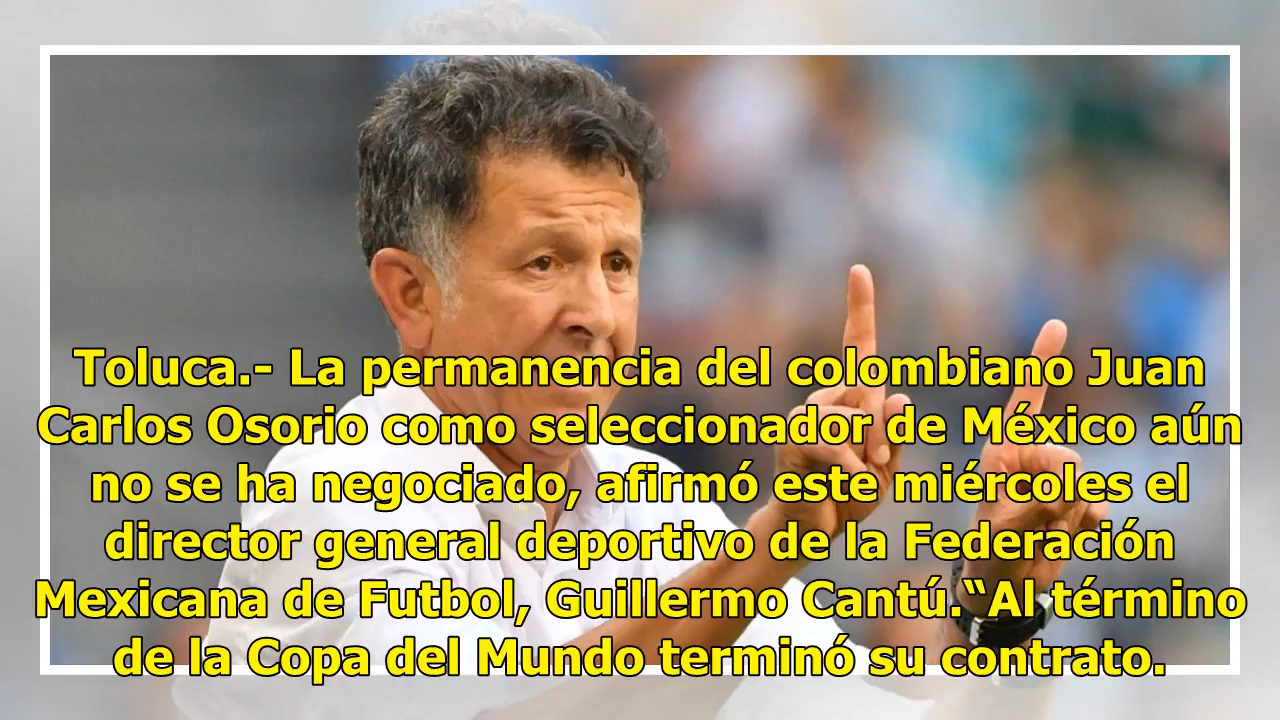 Toluca.- La permanencia del colombiano Juan
Carlos Osorio como seleccionador de México aún
no se ha negociado, afirmó este miércoles el
director general deportivo de la Federación
Mexicana de Futbol, Guillermo Cantú.“Al término
de la Copa del Mundo terminó su contrato.